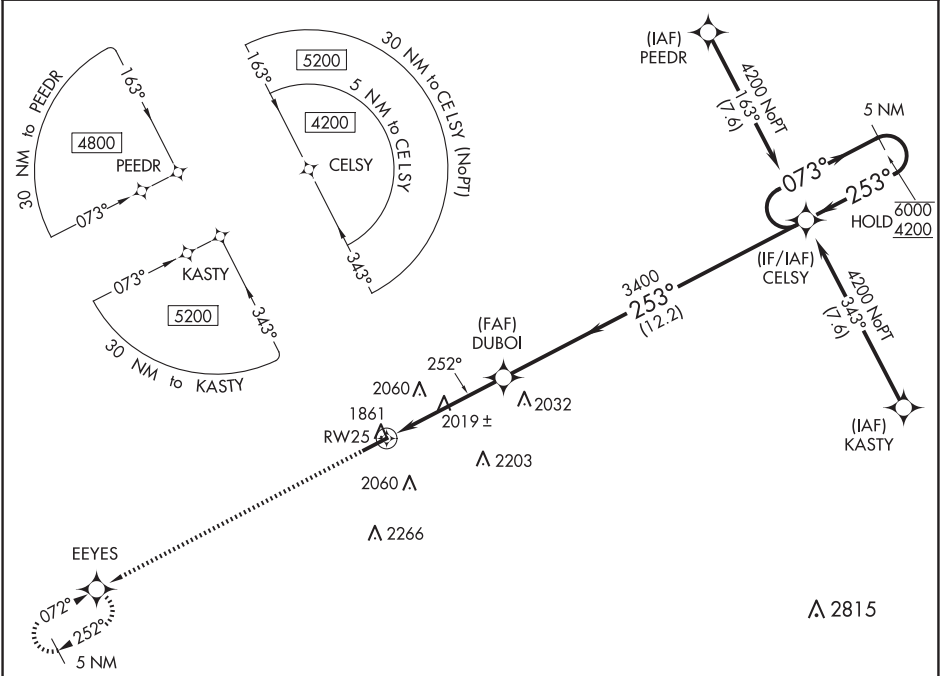 30 NM to PEEDR
163°
4800
PEEDR
073°
073°
KASTY
5200
343°
30 NM to KASTY
163°
5200
30 NM to CELSY (NoPT)
5 NM to CELSY
4200
CELSY
343°
(IAF)
PEEDR
4200 NoPT
163°
(7.6)
5 NM
073°
253°
HOLD
6000
4200
(IF/IAF)
CELSY
4200 NoPT
343°
(7.6)
(IAF)
KASTY
3400
253°
(12.2)
(FAF)
DUBOI
252°
2060
2019 ±
2032
1861
RW25
2203
2060
2266
EEYES
072°
252°
5 NM
2815